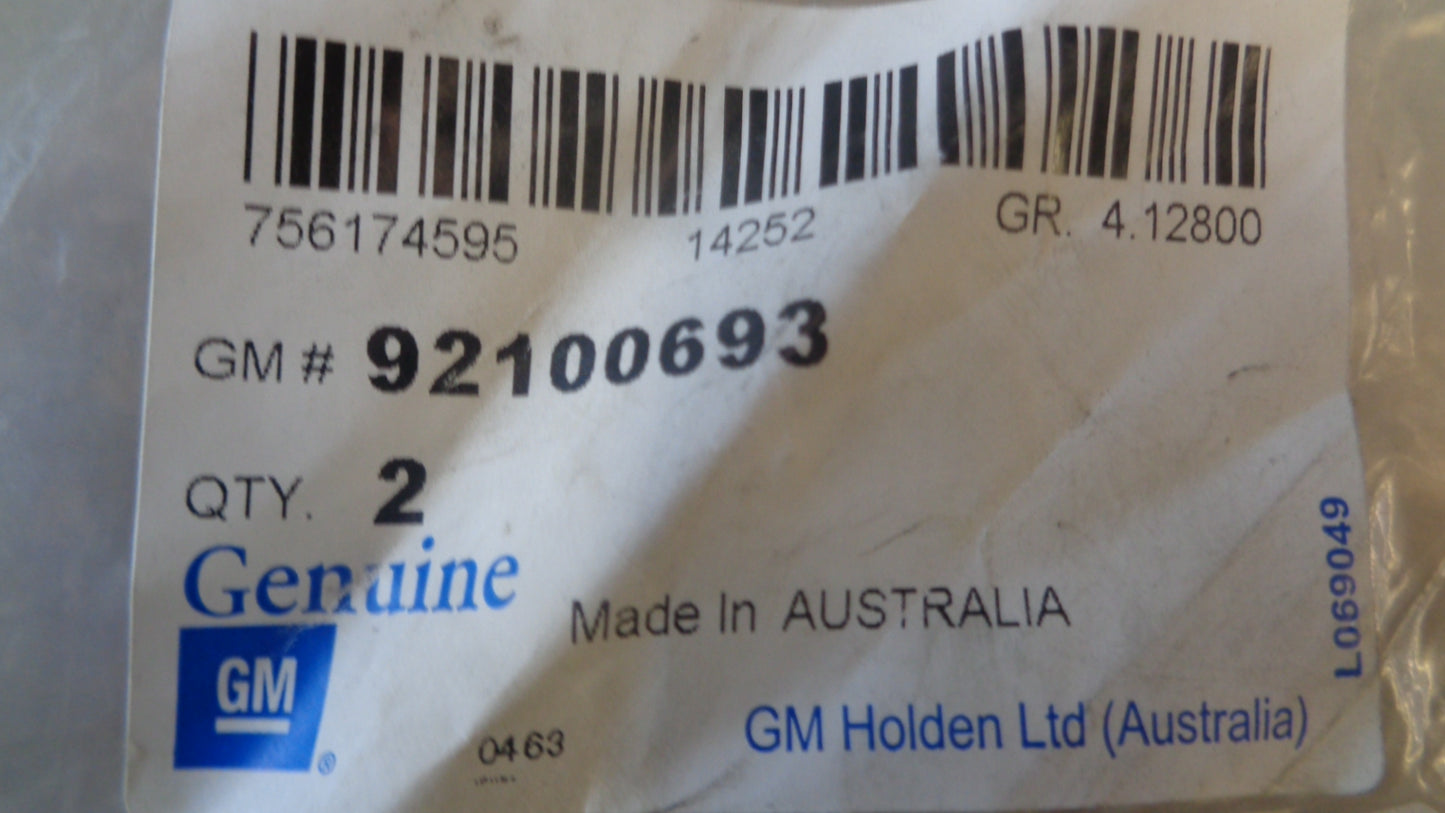 756174595 14252 GR. 4.12800
GM # 92100693
QTY. 2
Genuine
Made In AUSTRALIA
GM ®
0463
GM Holden Ltd (Australia)
L069049